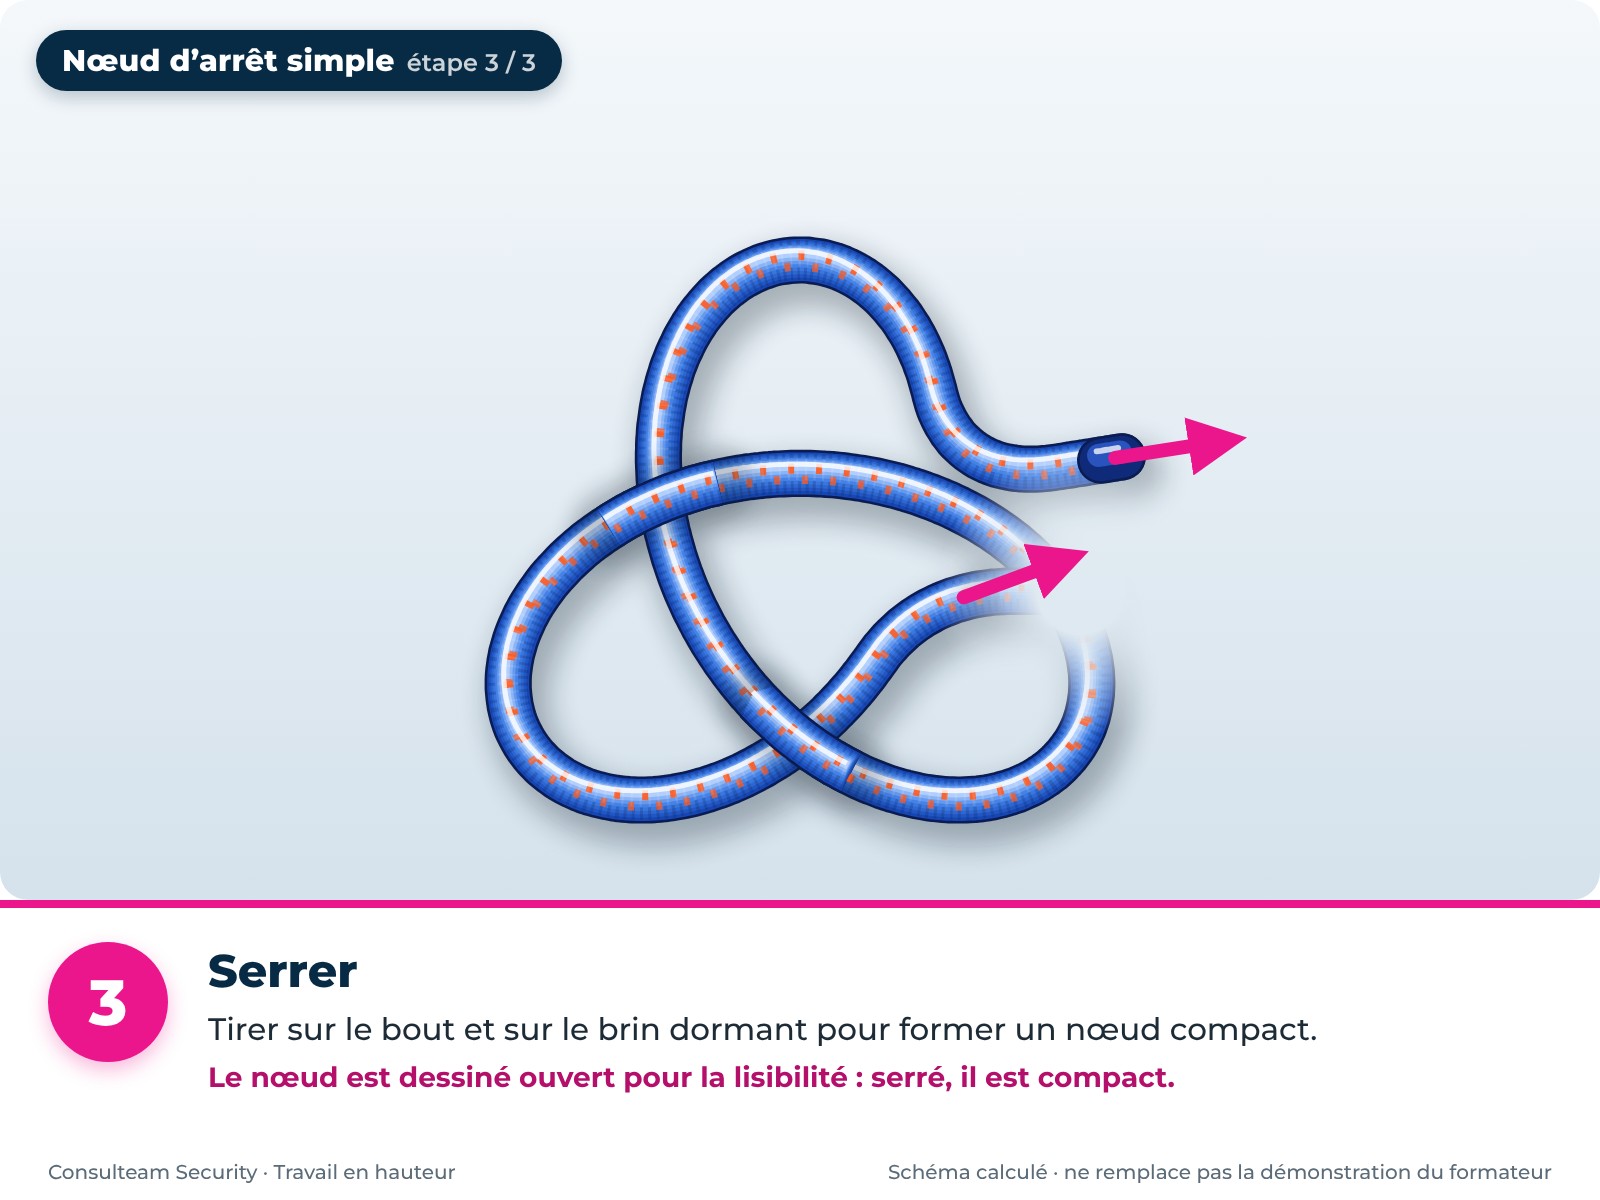 Nœud d’arrêt simple étape 3 / 3
3
Serrer
Tirer sur le bout et sur le brin dormant pour former un nœud compact.
Le nœud est dessiné ouvert pour la lisibilité : serré, il est compact.
Consulteam Security · Travail en hauteur
Schéma calculé · ne remplace pas la démonstration du formateur